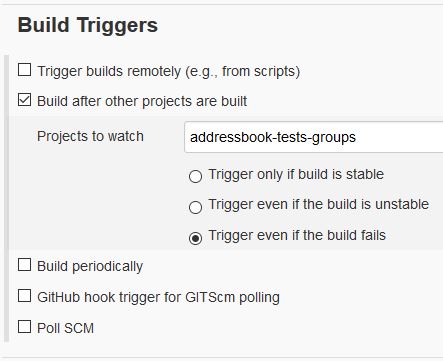 Build Triggers
Trigger builds remotely (e.g., from scripts)
Build after other projects are built
Projects to watch addressbook-tests-groups
Trigger only if build is stable
Trigger even if the build is unstable
Trigger even if the build fails
Build periodically
GitHub hook trigger for GITScm polling
Poll SCM